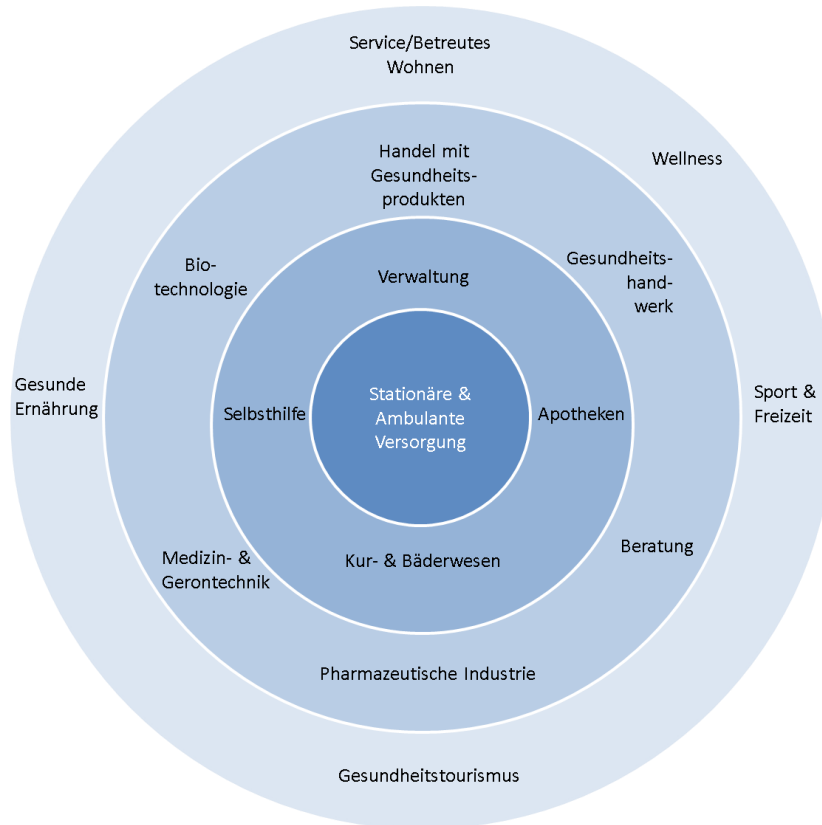 Service/Betreutes
Wohnen
Wellness
Handel mit
Gesundheits-
produkten
Gesundheits-
hand-
werk
Bio-
technologie
Verwaltung
Gesunde
Ernährung
Selbsthilfe
Stationäre &
Ambulante
Versorgung
Apotheken
Sport &
Freizeit
Medizin- &
Gerontechnik
Kur- & Bäderwesen
Beratung
Pharmazeutische Industrie
Gesundheitstourismus